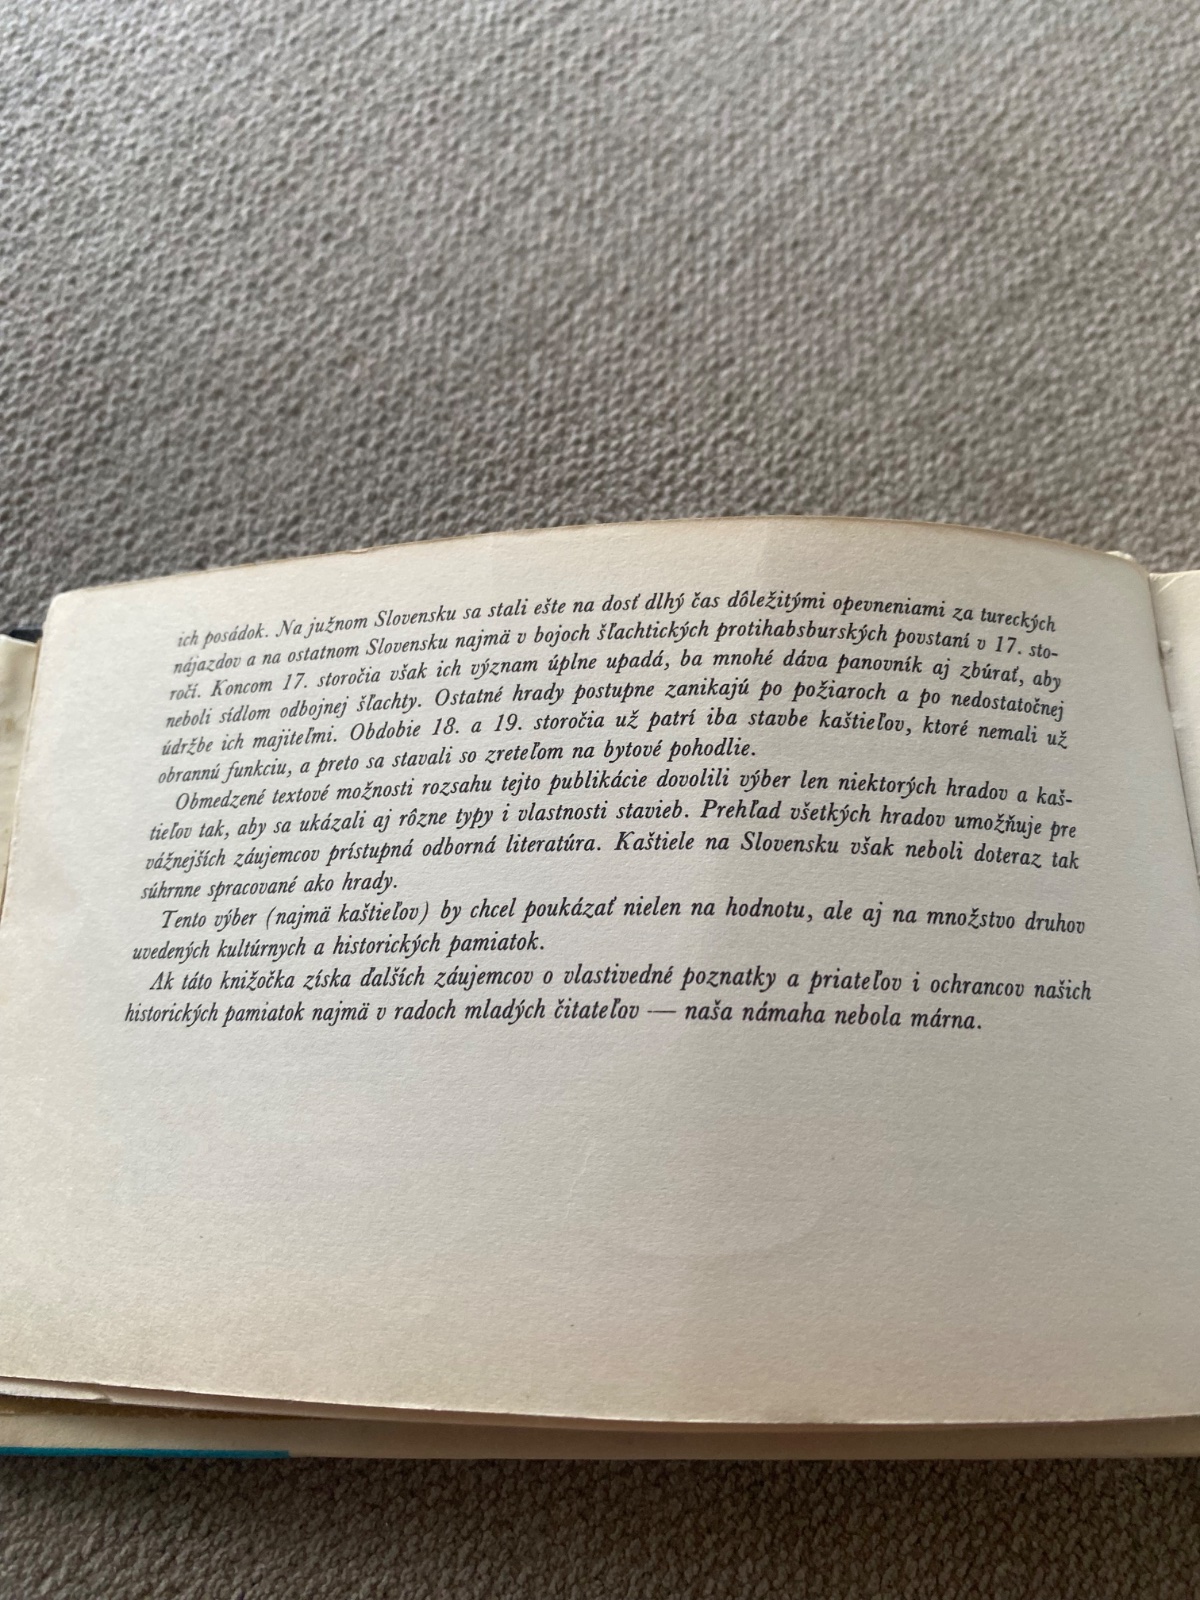 ich posádok. Na južnom Slovensku sa stali ešte na dosť dlhý čas dôležitými opevneniami za tureckých
nájazdov a na ostatnom Slovensku najmä v bojoch šľachtických protihabsburských povstaní v 17. sto-
ročí. Koncom 17. storočia však ich význam úplne upadá, ba mnohé dáva panovník aj zbúrať, aby
neboli sídlom odbojnej šľachty. Ostatné hrady postupne zanikajú po požiaroch a po nedostatočnej
údržbe ich majiteľmi. Obdobie 18. a 19. storočia už patrí iba stavbe kaštieľov, ktoré nemali už
obrannú funkciu, a preto sa stavali so zreteľom na bytové pohodlie.
Obmedzené textové možnosti rozsahu tejto publikácie dovolili výber len niektorých hradov a kaš-
tieľov tak, aby sa ukázali aj rôzne typy i vlastnosti stavieb. Prehľad všetkých hradov umožňuje pre
vážnejších záujemcov prístupná odborná literatúra. Kaštiele na Slovensku však neboli doteraz tak
súhrnne spracované ako hrady.
Tento výber (najmä kaštieľov) by chcel poukázať nielen na hodnotu, ale aj na množstvo druhov
uvedených kultúrnych a historických pamiatok.
Ak táto knižočka získa ďalších záujemcov o vlastivedné poznatky a priateľov i ochrancov našich
historických pamiatok najmä v radoch mladých čitateľov — naša námaha nebola márna.